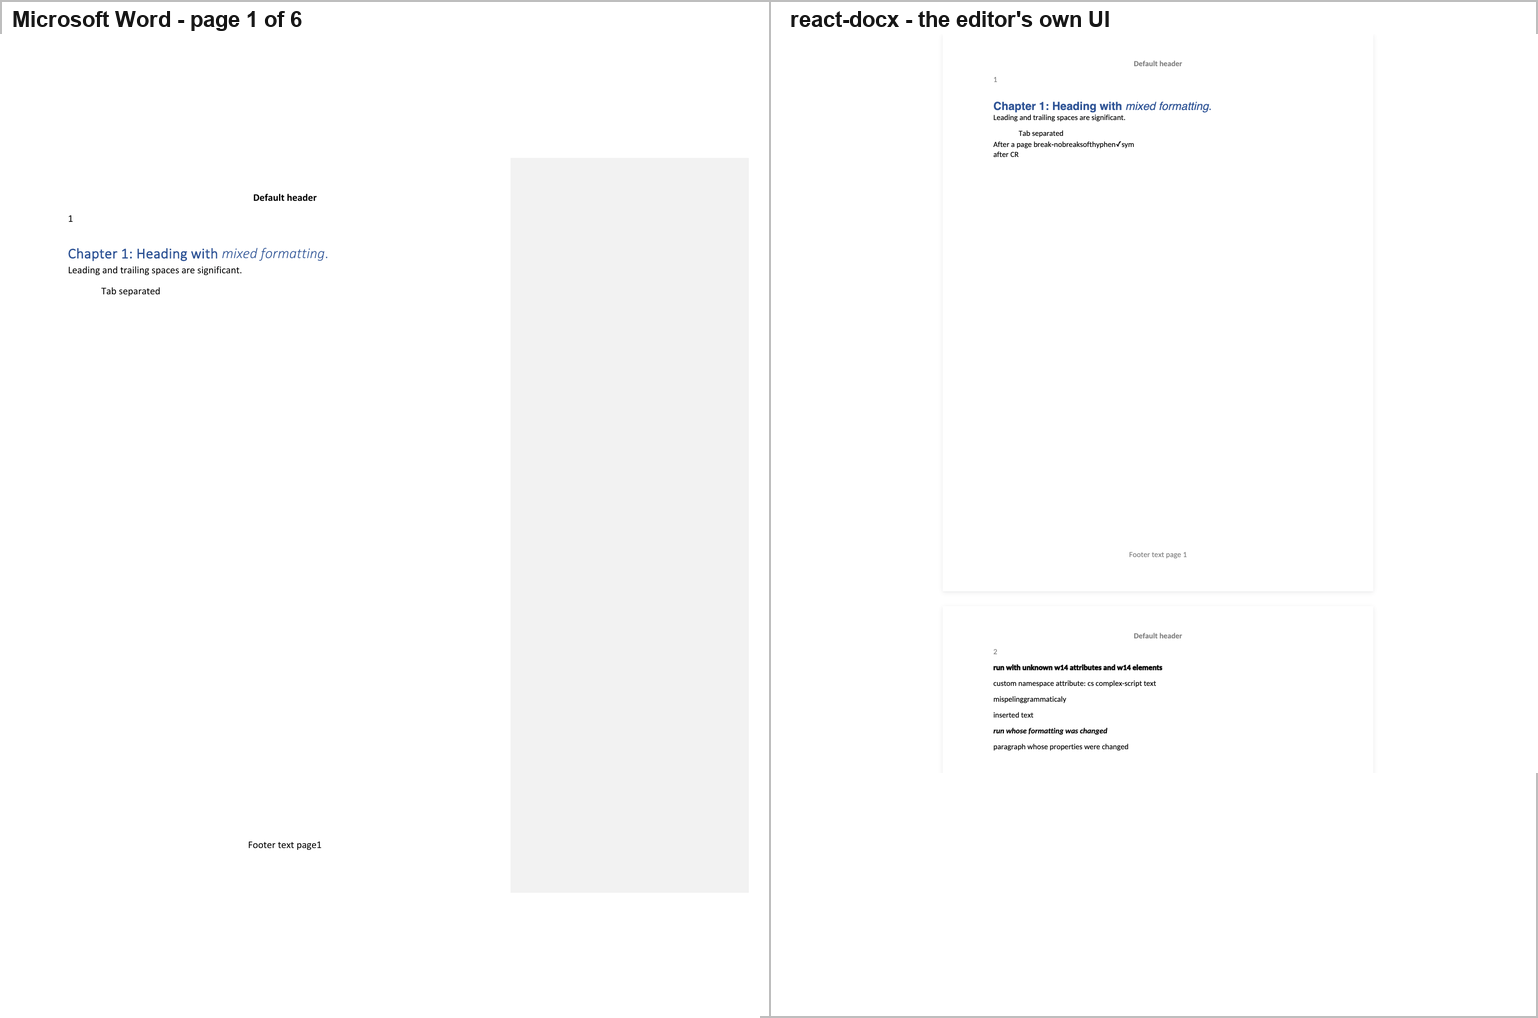 Microsoft Word - page 1 of 6
Default header
1
Chapter 1: Heading with mixed formatting.
Leading and trailing spaces are significant.
Tab separated
Footer text page1
react-docx - the editor's own UI
Default header
1
Chapter 1: Heading with mixed formatting.
Leading and trailing spaces are significant.
Tab separated
After a page break-nobreaksofthyphen✓sym
after CR
Footer text page 1
Default header
2
run with unknown w14 attributes and w14 elements
custom namespace attribute: cs complex-script text
mispelinggrammaticaly
inserted text
run whose formatting was changed
paragraph whose properties were changed